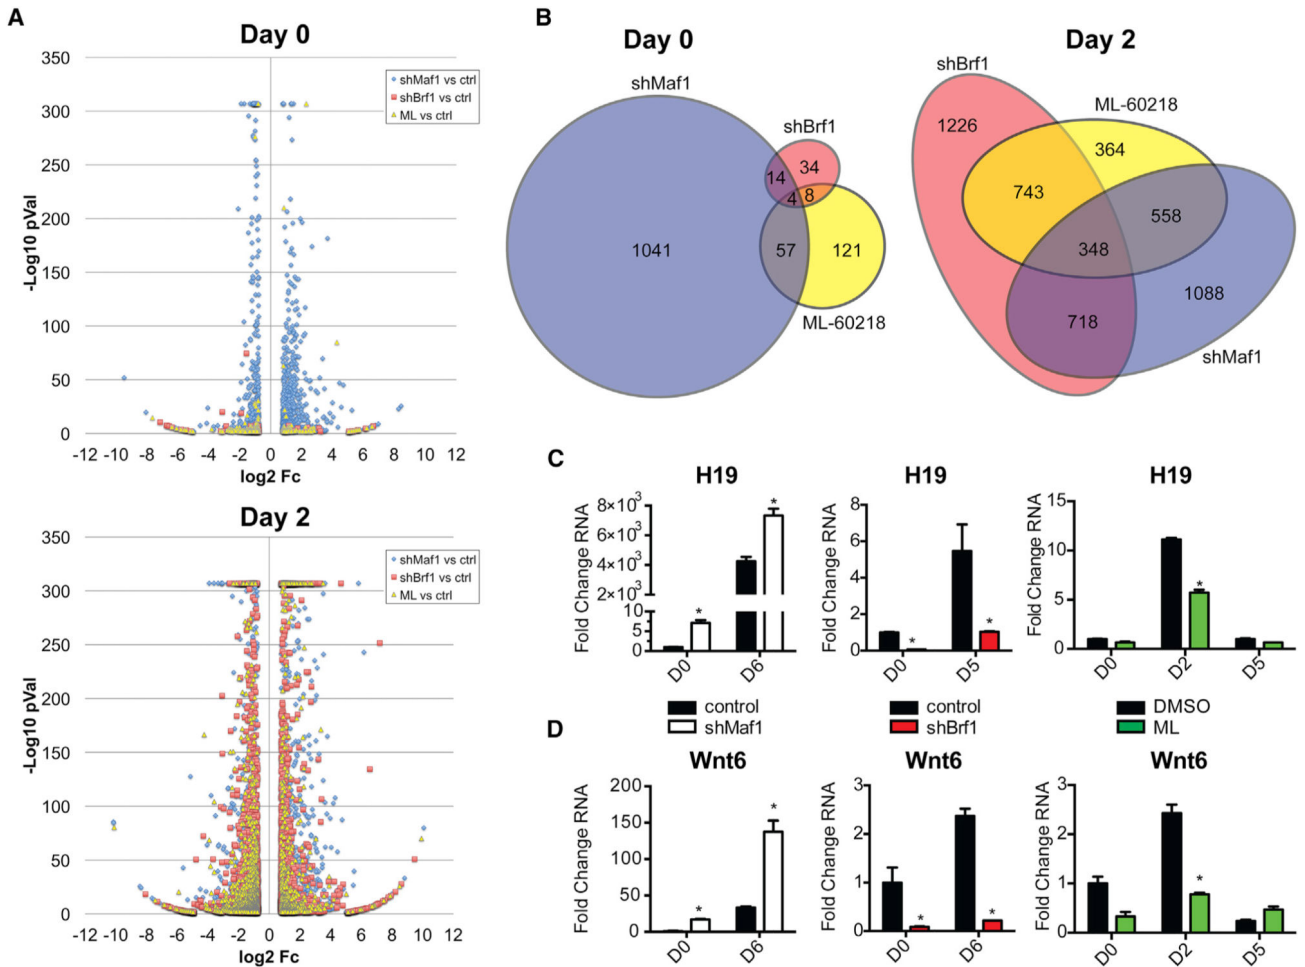 A
Day 0
350
300
250
200
150
100
50
0
-Log10 pVal
shMaf1 vs ctrl
shBrf1 vs ctrl
ML vs ctrl
-12 -10 -8 -6 -4 -2 0 2 4 6 8 10 12
log2 Fc
Day 2
350
300
250
200
150
100
50
0
-Log10 pVal
shMaf1 vs ctrl
shBrf1 vs ctrl
ML vs ctrl
-12 -10 -8 -6 -4 -2 0 2 4 6 8 10 12
log2 Fc
B
Day 0
shMaf1
shBrf1
34
14
4 8
1041
57
121
ML-60218
Day 2
shBrf1
ML-60218
1226
364
743
558
348
1088
718
shMaf1
C
H19
Fold Change RNA
8×10³
6×10³
4×10³
2×10³
10
5
0
*
*
D0
D6
control
shMaf1
H19
Fold Change RNA
8
6
4
2
0
*
*
D0
D5
control
shBrf1
H19
Fold Change RNA
15
10
5
0
*
D0
D2
D5
DMSO
ML
D
Wnt6
Fold Change RNA
200
150
100
50
0
*
*
D0
D6
Wnt6
Fold Change RNA
3
2
1
0
*
*
D0
D6
Wnt6
Fold Change RNA
3
2
1
0
*
D0
D2
D5